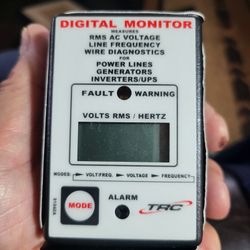 DIGITAL MONITOR
MEASURES
RMS AC VOLTAGE
LINE FREQUENCY
WIRE DIAGNOSTICS
FOR
POWER LINES
GENERATORS
INVERTERS/UPS
FAULT WARNING
VOLTS RMS / HERTZ
MODES: VOLT/FREQ. VOLTAGE FREQUENCY
MODE
ALARM
TRC